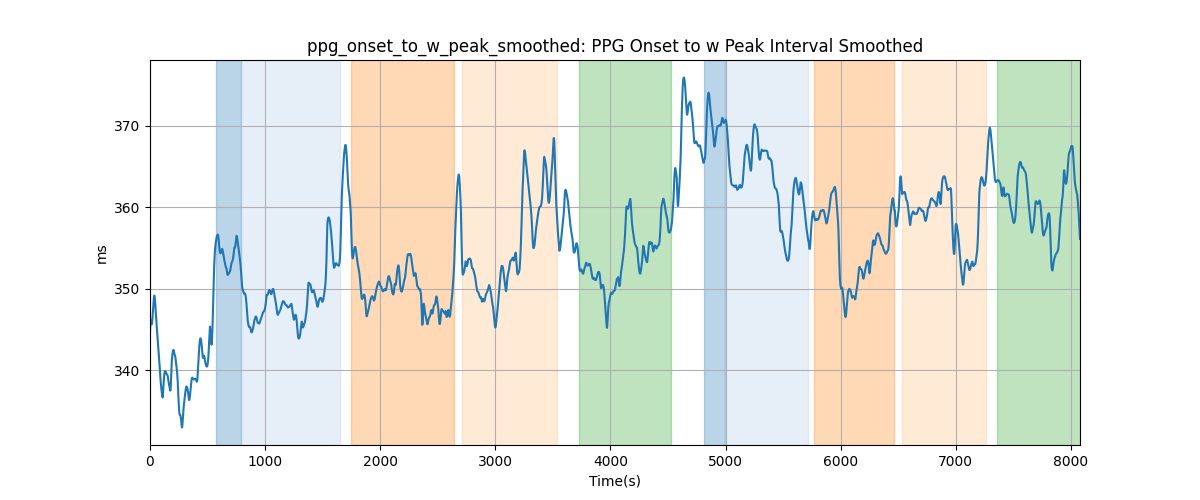 ppg_onset_to_w_peak_smoothed: PPG Onset to w Peak Interval Smoothed
370
360
350
340
ms
0 1000 2000 3000 4000 5000 6000 7000 8000
Time(s)